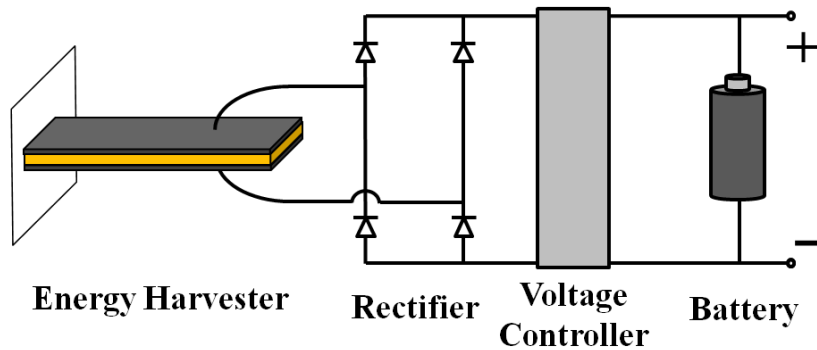 +
−
Energy Harvester
Rectifier
Voltage
Controller
Battery